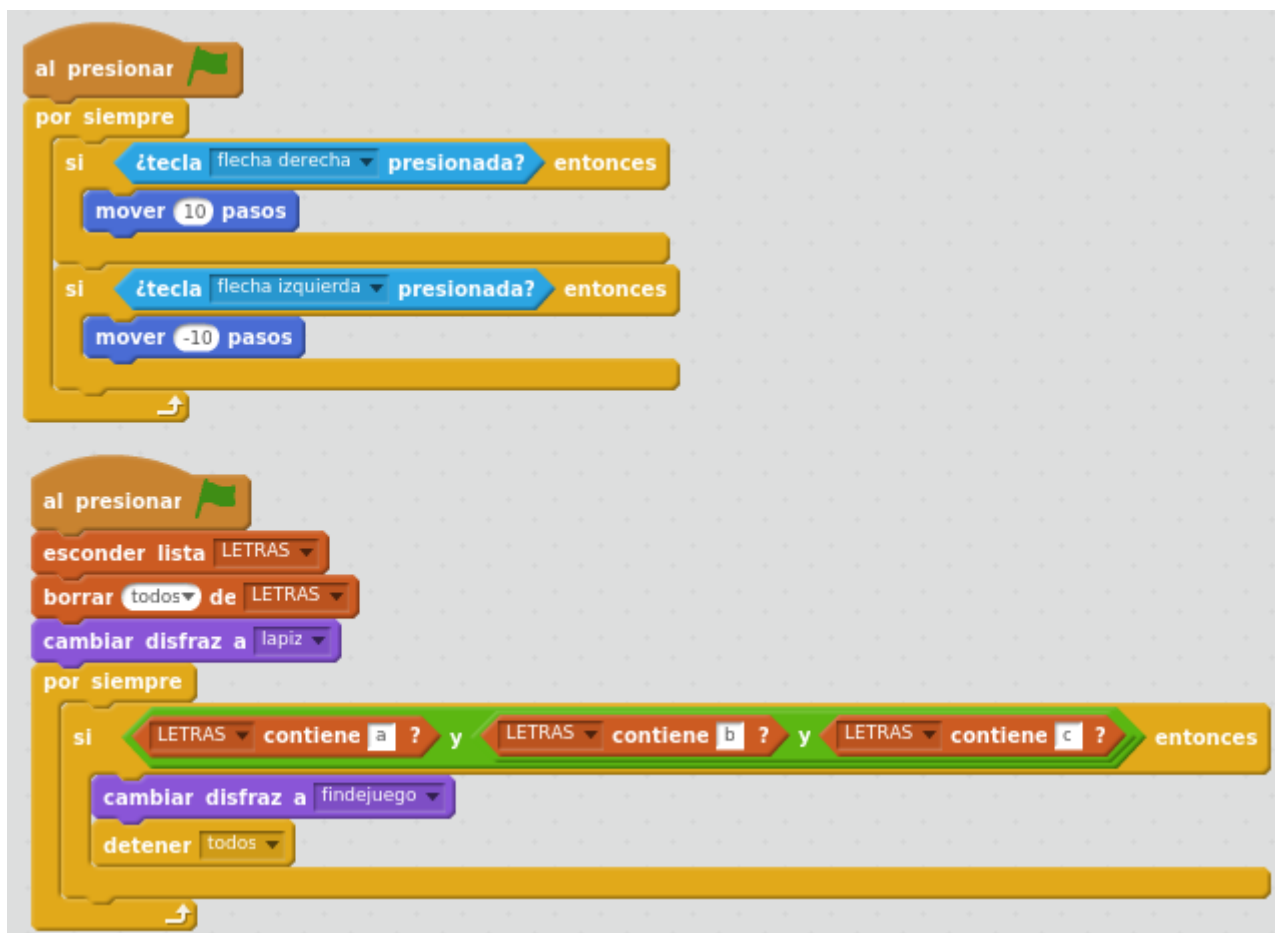 al presionar
por siempre
si ¿tecla flecha derecha presionada? entonces
mover 10 pasos
si ¿tecla flecha izquierda presionada? entonces
mover -10 pasos
al presionar
esconder lista LETRAS
borrar todos de LETRAS
cambiar disfraz a lapiz
por siempre
si LETRAS contiene a ? y LETRAS contiene b ? y LETRAS contiene c ? entonces
cambiar disfraz a findejuego
detener todos